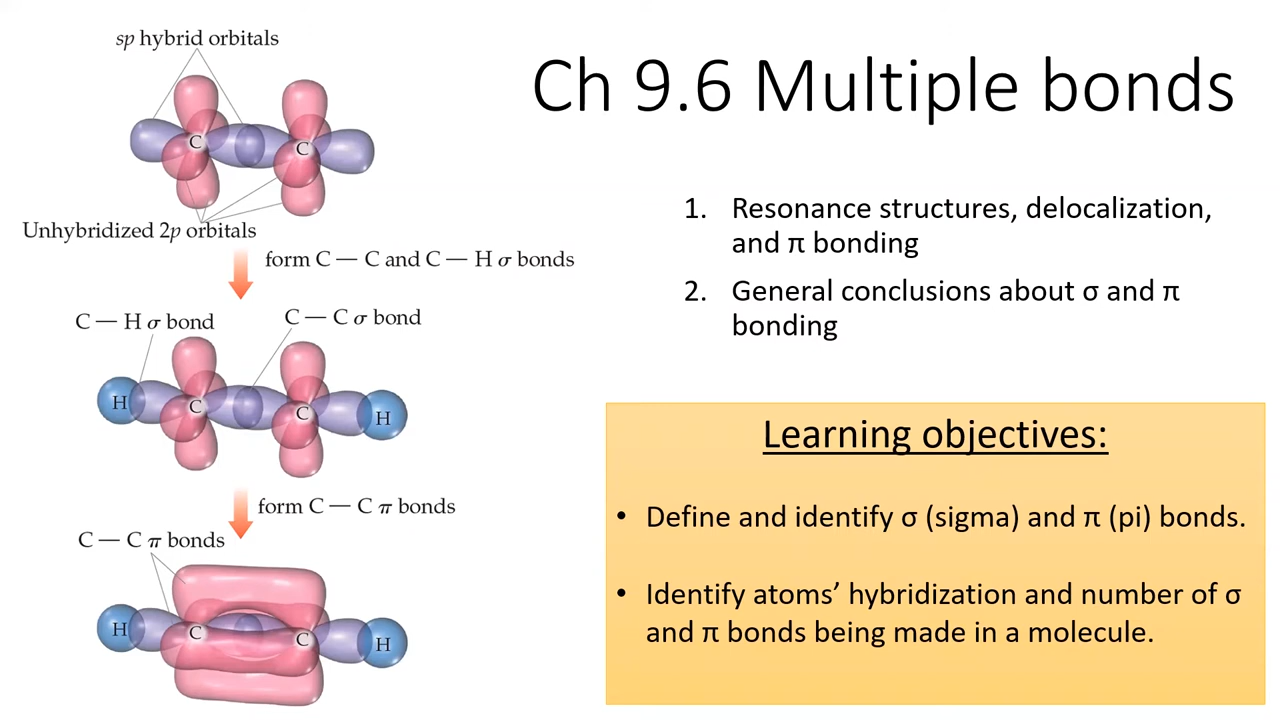 sp hybrid orbitals
C
C
Unhybridized 2p orbitals
form C — C and C — H σ bonds
C — H σ bond
C — C σ bond
H
C
C
H
form C — C π bonds
C — C π bonds
H
C
C
H
Ch 9.6 Multiple bonds
1. Resonance structures, delocalization,
and π bonding
2. General conclusions about σ and π
bonding
Learning objectives:
• Define and identify σ (sigma) and π (pi) bonds.
• Identify atoms’ hybridization and number of σ
and π bonds being made in a molecule.